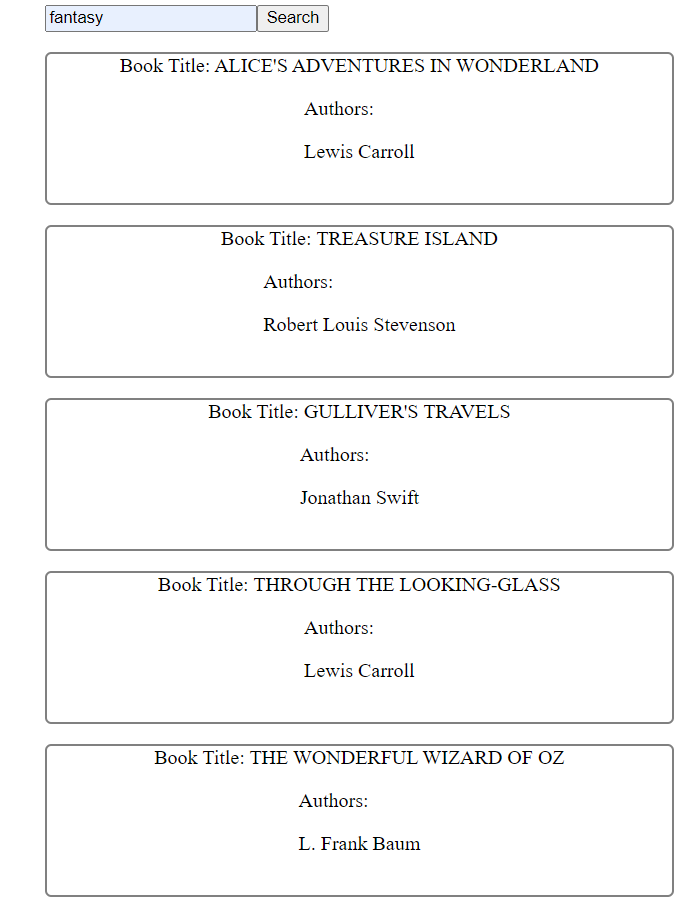 fantasy Search
Book Title: ALICE'S ADVENTURES IN WONDERLAND
Authors:
Lewis Carroll
Book Title: TREASURE ISLAND
Authors:
Robert Louis Stevenson
Book Title: GULLIVER'S TRAVELS
Authors:
Jonathan Swift
Book Title: THROUGH THE LOOKING-GLASS
Authors:
Lewis Carroll
Book Title: THE WONDERFUL WIZARD OF OZ
Authors:
L. Frank Baum